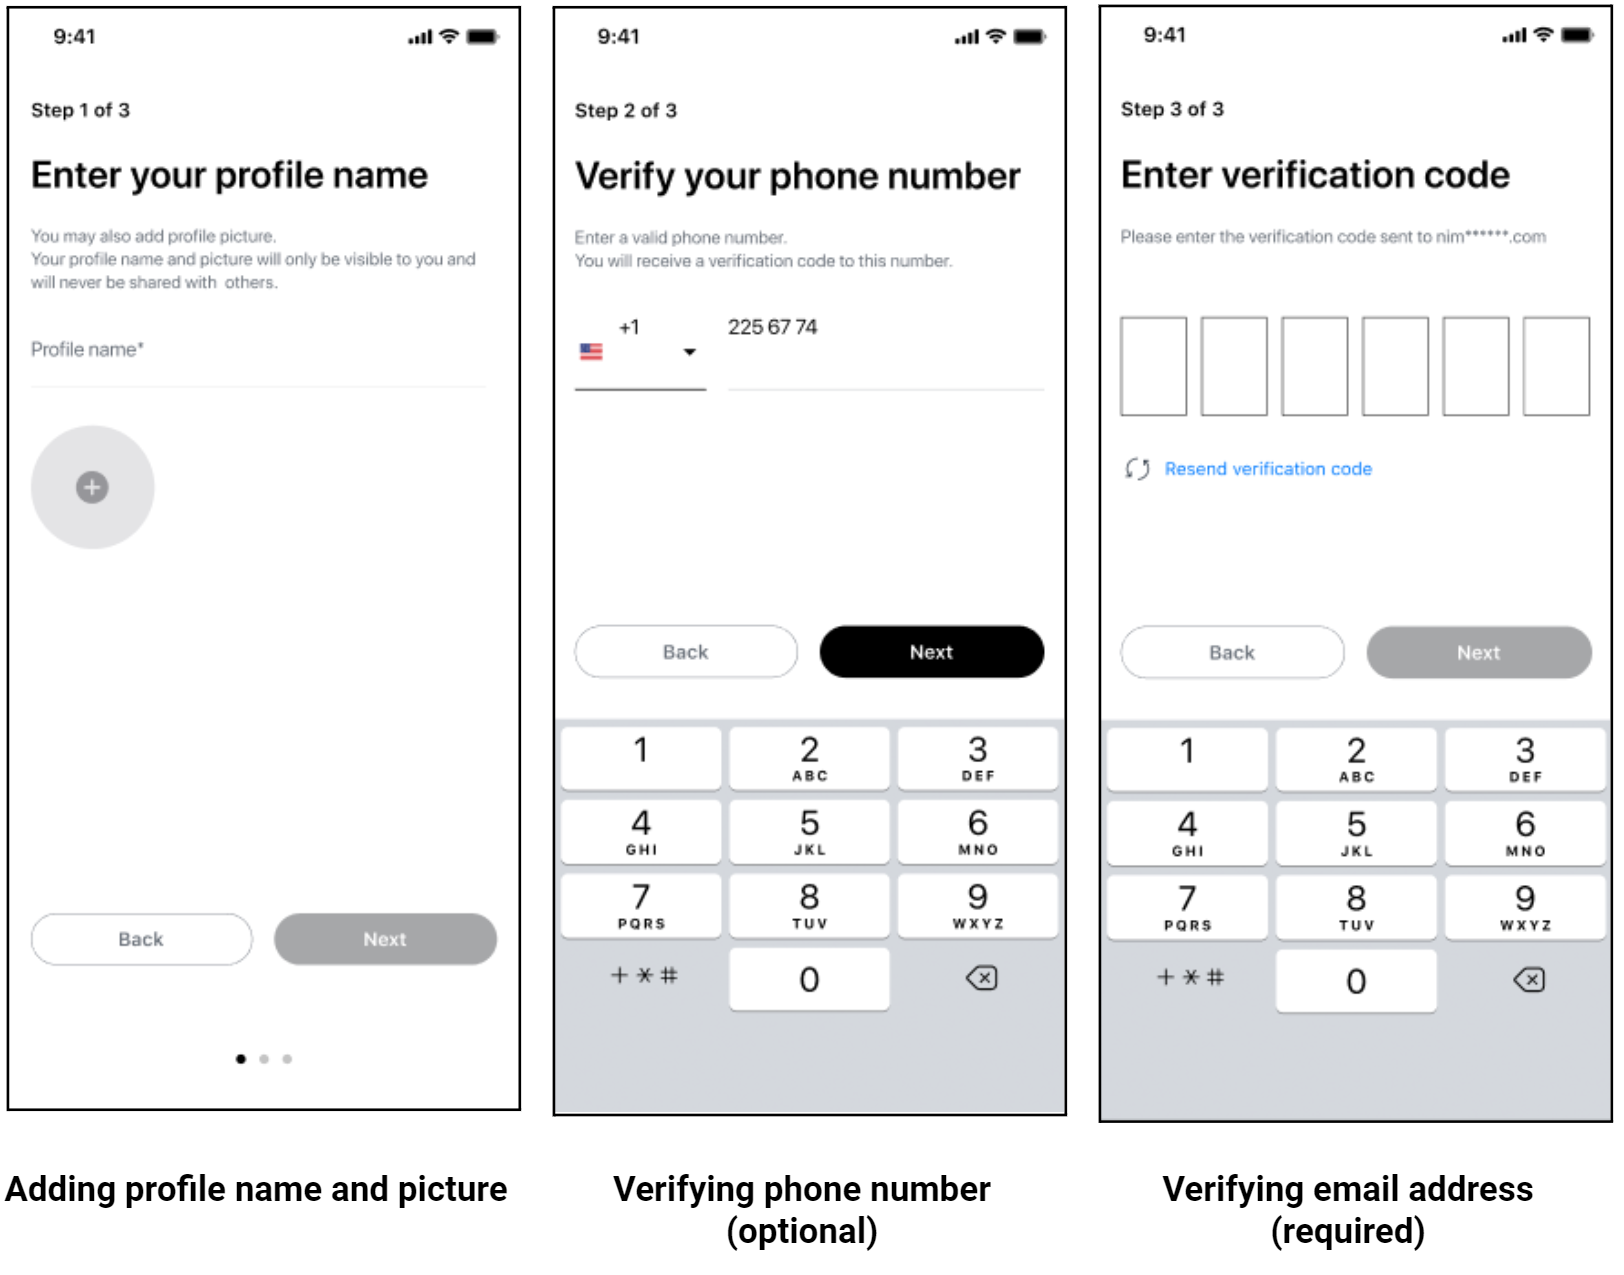 9:41
Step 1 of 3
Enter your profile name
You may also add profile picture.
Your profile name and picture will only be visible to you and
will never be shared with others.
Profile name*
Back
Next
Adding profile name and picture
9:41
Step 2 of 3
Verify your phone number
Enter a valid phone number.
You will receive a verification code to this number.
+1
225 67 74
Back
Next
1
2
ABC
3
DEF
4
GHI
5
JKL
6
MNO
7
PQRS
8
TUV
9
WXYZ
+ * #
0
Verifying phone number
(optional)
9:41
Step 3 of 3
Enter verification code
Please enter the verification code sent to nim******.com
Resend verification code
Back
Next
1
2
ABC
3
DEF
4
GHI
5
JKL
6
MNO
7
PQRS
8
TUV
9
WXYZ
+ * #
0
Verifying email address
(required)